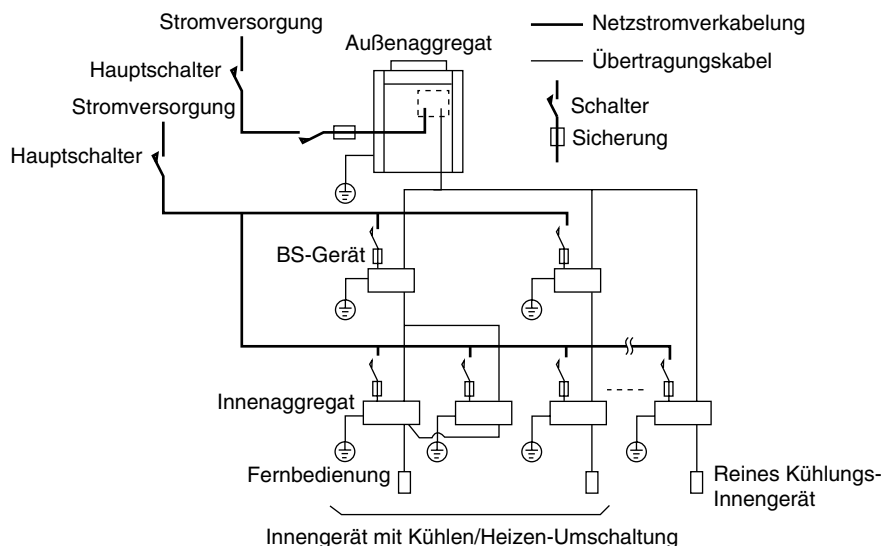 Stromversorgung
Netzstromverkabelung
Außenaggregat
Übertragungskabel
Hauptschalter
Stromversorgung
Schalter
Sicherung
Hauptschalter
BS-Gerät
Innenaggregat
Fernbedienung
Reines Kühlungs-
Innengerät
Innengerät mit Kühlen/Heizen-Umschaltung